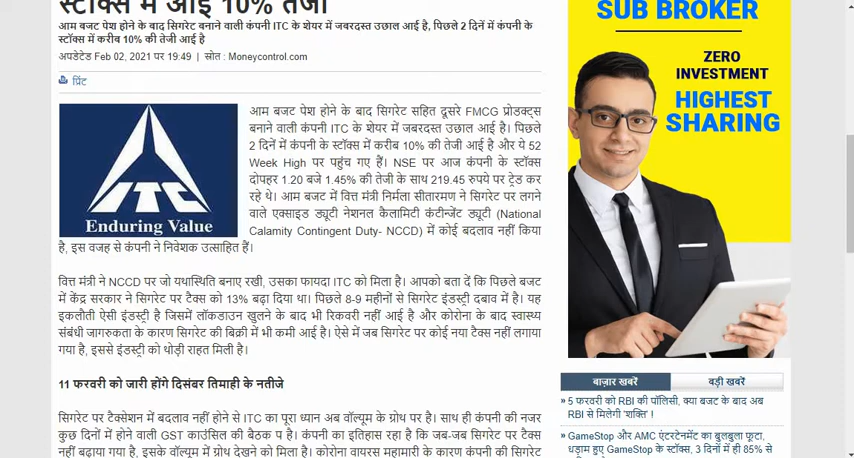 स्टॉक्स में आई 10% तेजी
आम बजट पेश होने के बाद सिगरेट बनाने वाली कंपनी ITC के शेयर में जबरदस्त उछाल आई है, पिछले 2 दिनें में कंपनी के
स्टॉक्स में करीब 10% की तेजी आई है
अपडेटेड Feb 02, 2021 पर 19:49 | स्रोत : Moneycontrol.com
प्रिंट
ITC
Enduring Value
आम बजट पेश होने के बाद सिगरेट सहित दूसरे FMCG प्रोडक्ट्स
बनाने वाली कंपनी ITC के शेयर में जबरदस्त उछाल आई है। पिछले
2 दिनें में कंपनी के स्टॉक्स में करीब 10% की तेजी आई है और ये 52
Week High पर पहुंच गए हैं। NSE पर आज कंपनी के स्टॉक्स
दोपहर 1.20 बजे 1.45% की तेजी के साथ 219.45 रुपये पर ट्रेड कर
रहे थे। आम बजट में वित्त मंत्री निर्मला सीतारमण ने सिगरेट पर लगने
वाले एक्साइड ड्यूटी नेशनल कैलामिटि कंटीन्जेंट ड्यूटी (National
Calamity Contingent Duty- NCCD) में कोई बदलाव नहीं किया
है, इस वजह से कंपनी ने निवेशक उत्साहित हैं।
वित्त मंत्री ने NCCD पर जो यथास्थिति बनाए रखी, उसका फायदा ITC को मिला है। आपको बता दें कि पिछले बजट
में केंद्र सरकार ने सिगरेट पर टैक्स को 13% बढ़ा दिया था। पिछले 8-9 महीनों से सिगरेट इंडस्ट्री दबाव में है। यह
इकलौती ऐसी इंडस्ट्री है जिसमें लॉकडाउन खुलने के बाद भी रिकवरी नहीं आई है और कोरोना के बाद स्वास्थ्य
संबंधी जागरुकता के कारण सिगरेट की बिक्री में भी कमी आई है। ऐसे में जब सिगरेट पर कोई नया टैक्स नहीं लगाया
गया है, इससे इंडस्ट्री को थोड़ी राहत मिली है।
11 फरवरी को जारी होंगे दिसंबर तिमाही के नतीजे
सिगरेट पर टैक्सेशन में बदलाव नहीं होने से ITC का पूरा ध्यान अब वॉल्यूम के ग्रोथ पर है। साथ ही कंपनी की नजर
कुछ दिनों में होने वाली GST काउंसिल की बैठक प है। कंपनी का इतिहास रहा है कि जब-जब सिगरेट पर टैक्स
नहीं बढ़ाया गया है, इसके वॉल्यूम में ग्रोथ देखने को मिला है। कोरोना वायरस महामारी के कारण कंपनी की सिगरेट
SUB BROKER
ZERO
INVESTMENT
HIGHEST
SHARING
बाज़ार खबरें बड़ी खबरें
» 5 फरवरी को RBI की पॉलिसी, क्या बजट के बाद अब
RBI से मिलेगी 'शक्ति' !
» GameStop और AMC एंटरटेनमेंट का बुलबुला फूटा,
धड़ाम हुए GameStop के स्टॉक्स, 3 दिनों में ही 85% से